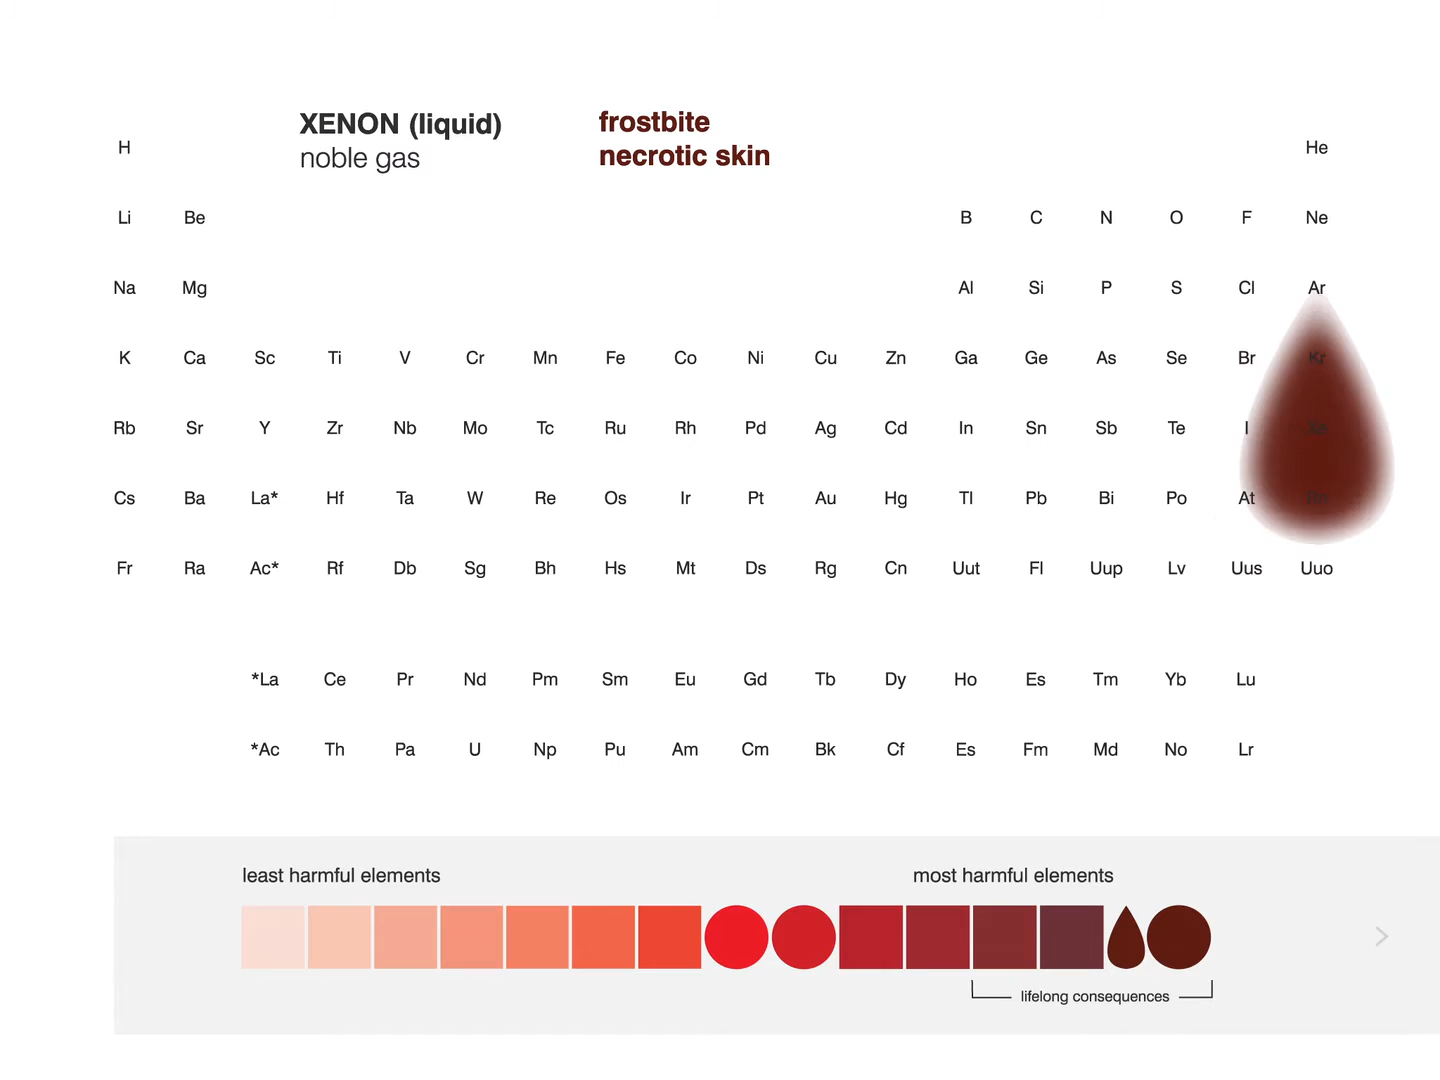 XENON (liquid)
noble gas
frostbite
necrotic skin
H He
Li Be B C N O F Ne
Na Mg Al Si P S Cl Ar
K Ca Sc Ti V Cr Mn Fe Co Ni Cu Zn Ga Ge As Se Br Kr
Rb Sr Y Zr Nb Mo Tc Ru Rh Pd Ag Cd In Sn Sb Te I Xe
Cs Ba La* Hf Ta W Re Os Ir Pt Au Hg Tl Pb Bi Po At Rn
Fr Ra Ac* Rf Db Sg Bh Hs Mt Ds Rg Cn Uut Fl Uup Lv Uus Uuo
*La Ce Pr Nd Pm Sm Eu Gd Tb Dy Ho Es Tm Yb Lu
*Ac Th Pa U Np Pu Am Cm Bk Cf Es Fm Md No Lr
least harmful elements
most harmful elements
lifelong consequences